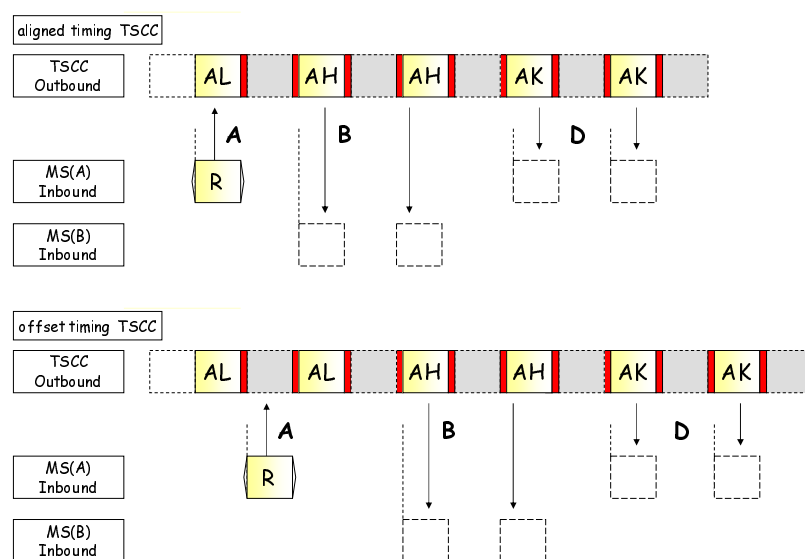 aligned timing TSCC
TSCC
Outbound
AL AH AH AK AK
A B D
MS(A)
Inbound
R
MS(B)
Inbound
offset timing TSCC
TSCC
Outbound
AL AL AH AH AK AK
A B D
MS(A)
Inbound
R
MS(B)
Inbound